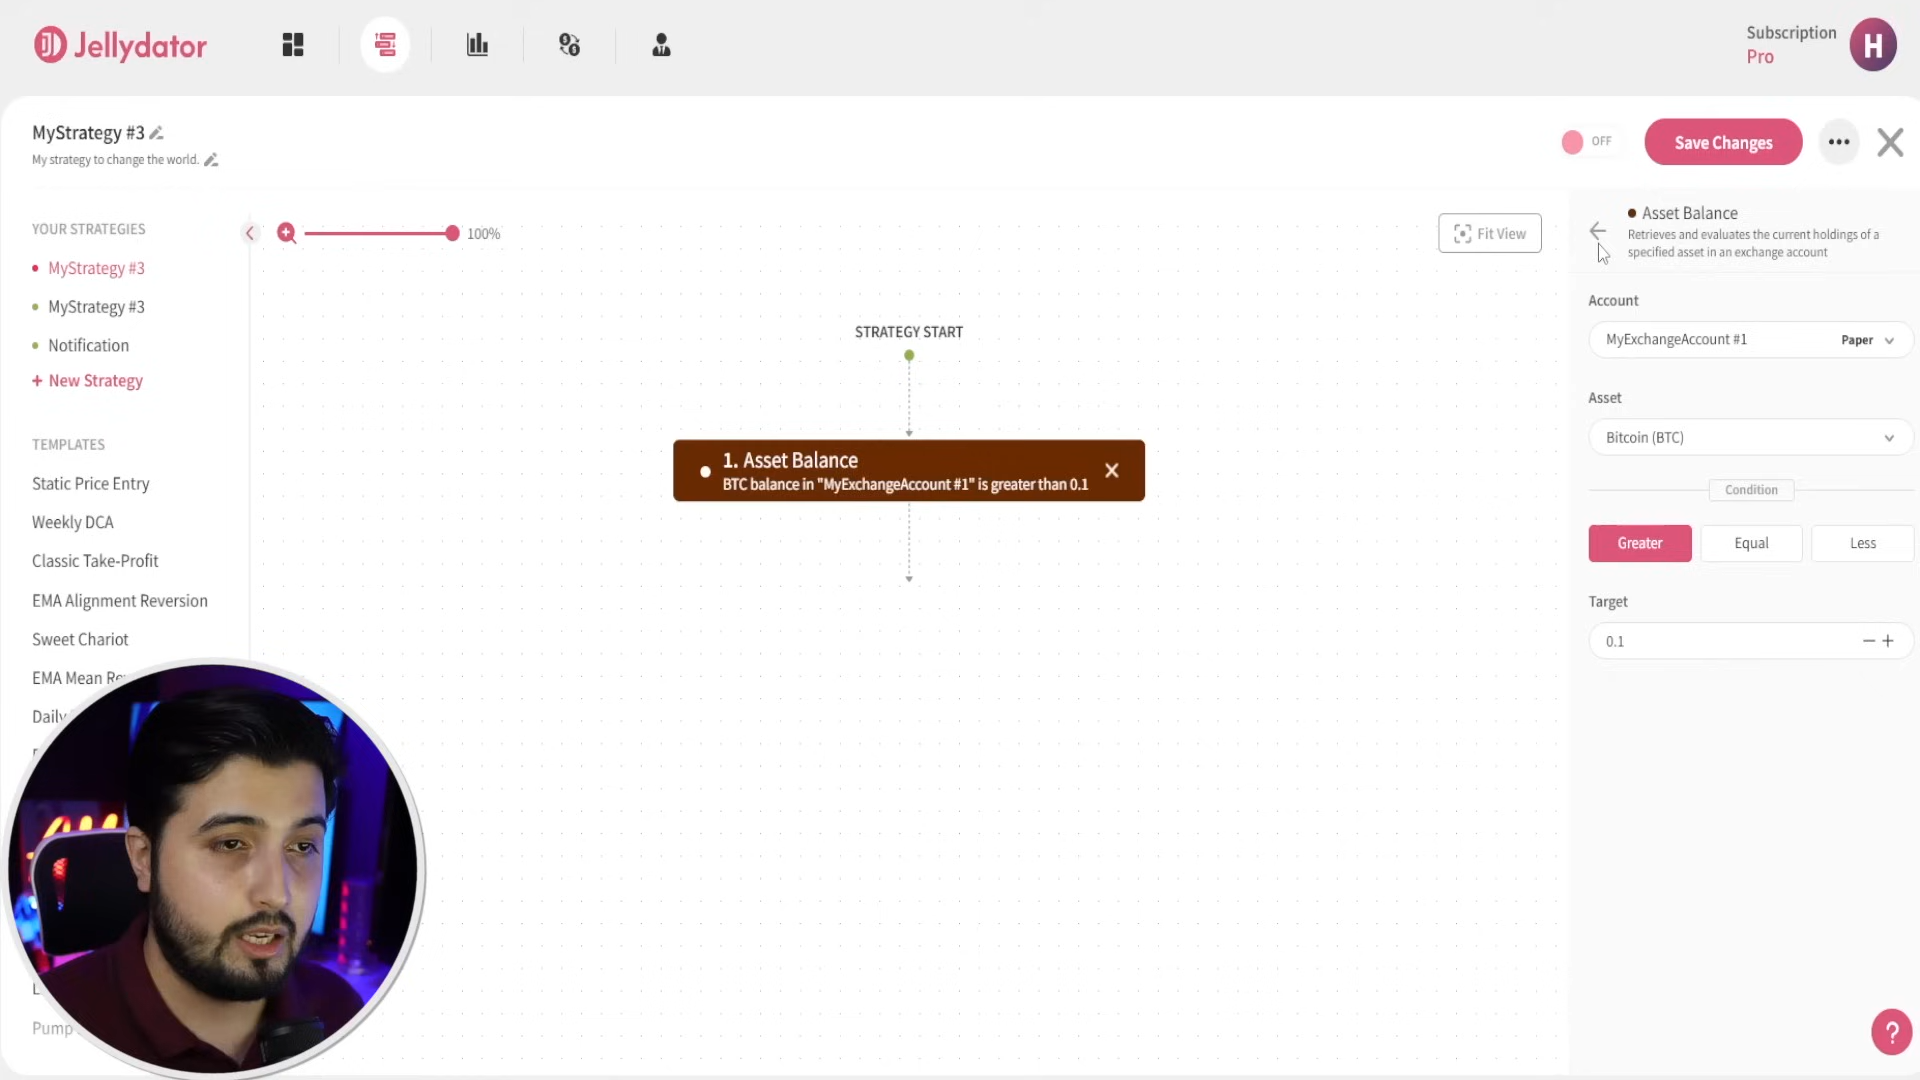 Jellydator
Subscription
Pro
H
MyStrategy #3
My strategy to change the world.
OFF
Save Changes
YOUR STRATEGIES
MyStrategy #3
MyStrategy #3
Notification
+ New Strategy
TEMPLATES
Static Price Entry
Weekly DCA
Classic Take-Profit
EMA Alignment Reversion
Sweet Chariot
EMA Mean
Daily
Pump
100%
Fit View
STRATEGY START
1. Asset Balance
BTC balance in "MyExchangeAccount #1" is greater than 0.1
Asset Balance
Retrieves and evaluates the current holdings of a
specified asset in an exchange account
Account
MyExchangeAccount #1 Paper
Asset
Bitcoin (BTC)
Condition
Greater Equal Less
Target
0.1
?